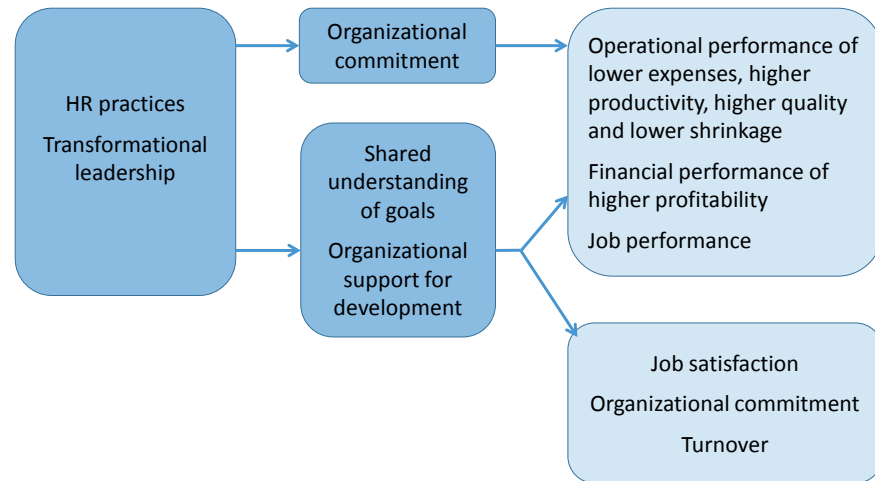 HR practices
Transformational
leadership
Organizational
commitment
Shared
understanding
of goals
Organizational
support for
development
Operational performance of
lower expenses, higher
productivity, higher quality
and lower shrinkage
Financial performance of
higher profitability
Job performance
Job satisfaction
Organizational commitment
Turnover